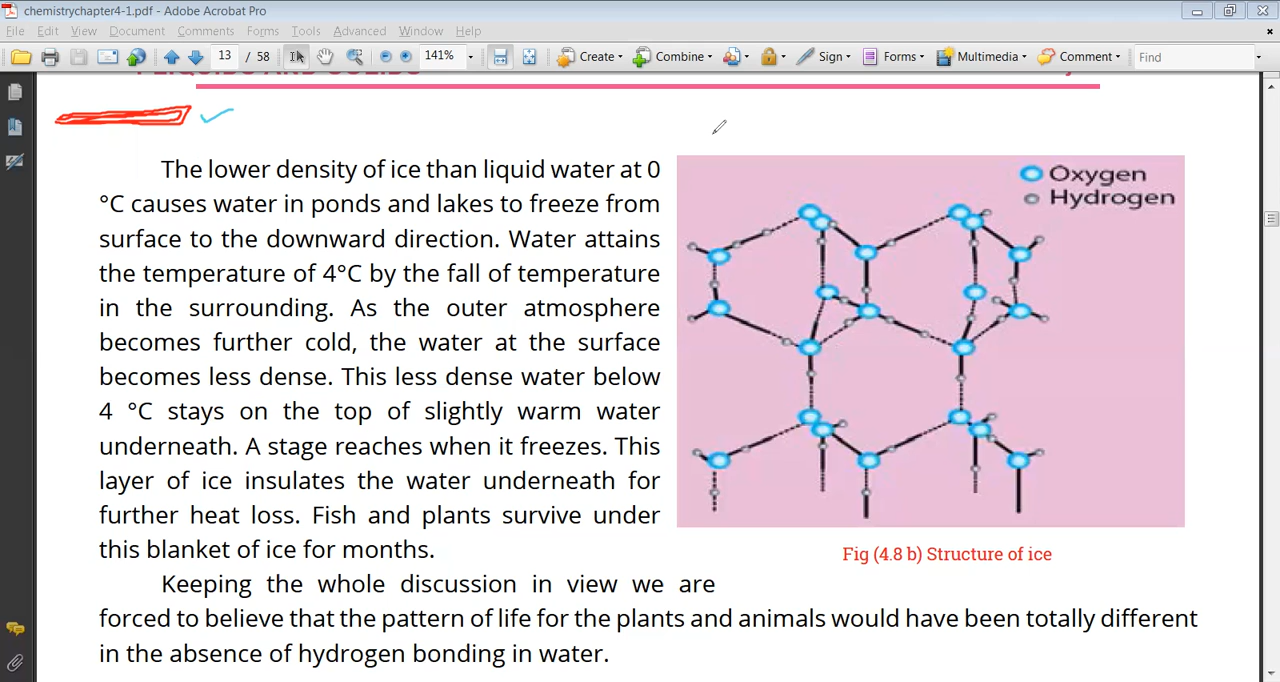 chemistrychapter4-1.pdf - Adobe Acrobat Pro
File Edit View Document Comments Forms Tools Advanced Window Help
13 / 58 141% Create Combine Sign Forms Multimedia Comment Find
LIQUIDS AND SOLIDS
The lower density of ice than liquid water at 0
°C causes water in ponds and lakes to freeze from
surface to the downward direction. Water attains
the temperature of 4°C by the fall of temperature
in the surrounding. As the outer atmosphere
becomes further cold, the water at the surface
becomes less dense. This less dense water below
4 °C stays on the top of slightly warm water
underneath. A stage reaches when it freezes. This
layer of ice insulates the water underneath for
further heat loss. Fish and plants survive under
this blanket of ice for months.
Oxygen
Hydrogen
Fig (4.8 b) Structure of ice
Keeping the whole discussion in view we are
forced to believe that the pattern of life for the plants and animals would have been totally different
in the absence of hydrogen bonding in water.